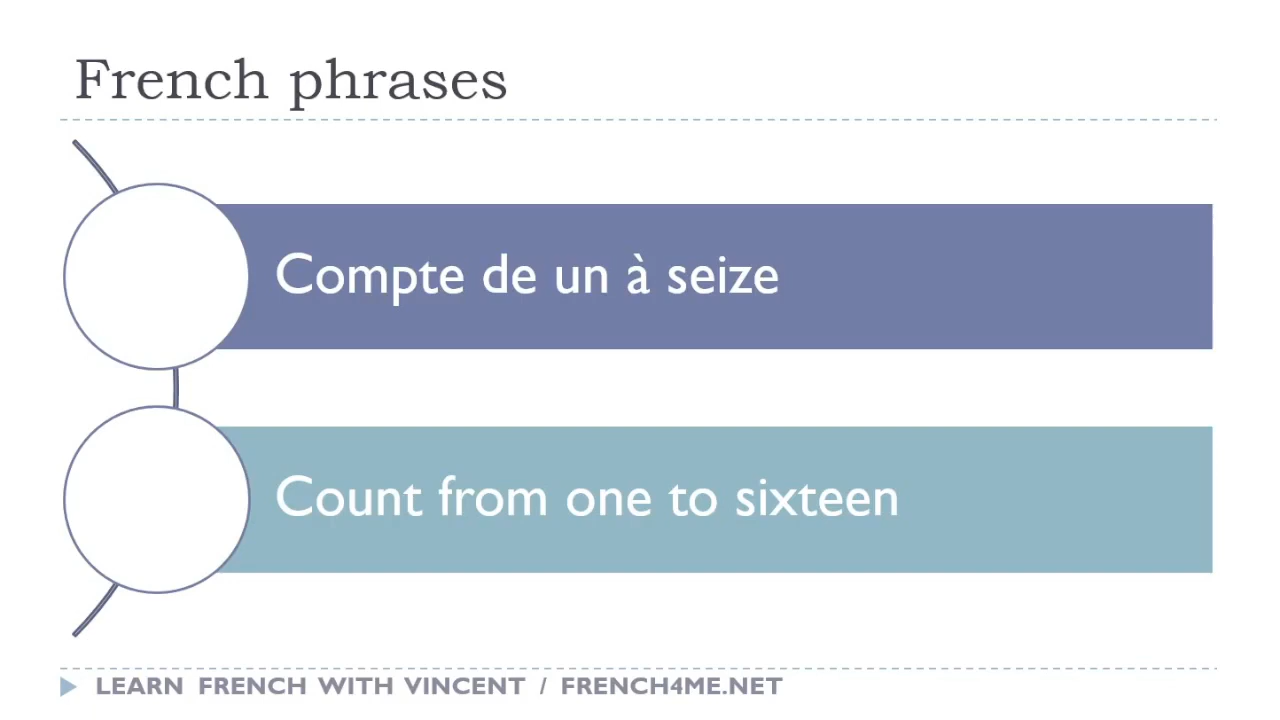 French phrases
Compte de un à seize
Count from one to sixteen
LEARN FRENCH WITH VINCENT / FRENCH4ME.NET